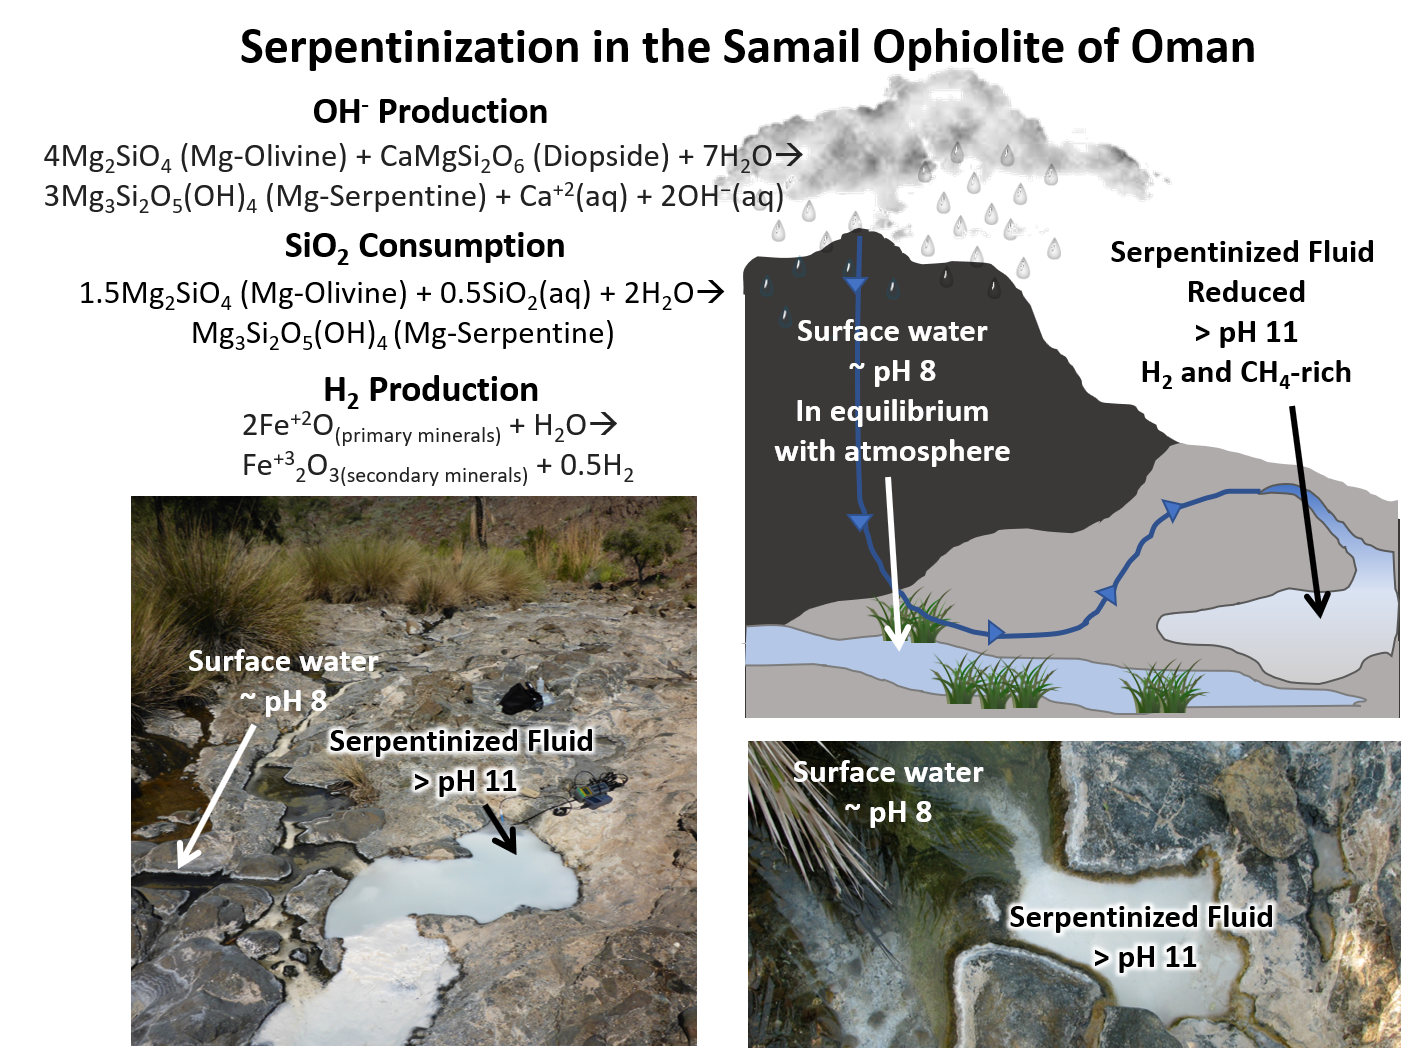 Serpentinization in the Samail Ophiolite of Oman
OH⁻ Production
4Mg₂SiO₄ (Mg-Olivine) + CaMgSi₂O₆ (Diopside) + 7H₂O→
3Mg₃Si₂O₅(OH)₄ (Mg-Serpentine) + Ca⁺²(aq) + 2OH⁻(aq)
SiO₂ Consumption
1.5Mg₂SiO₄ (Mg-Olivine) + 0.5SiO₂(aq) + 2H₂O→
Mg₃Si₂O₅(OH)₄ (Mg-Serpentine)
H₂ Production
2Fe⁺²O(primary minerals) + H₂O→
Fe⁺³₂O₃(secondary minerals) + 0.5H₂
Serpentinized Fluid
Reduced
> pH 11
H₂ and CH₄-rich
Surface water
~ pH 8
In equilibrium
with atmosphere
Surface water
~ pH 8
Serpentinized Fluid
> pH 11
Surface water
~ pH 8
Serpentinized Fluid
> pH 11